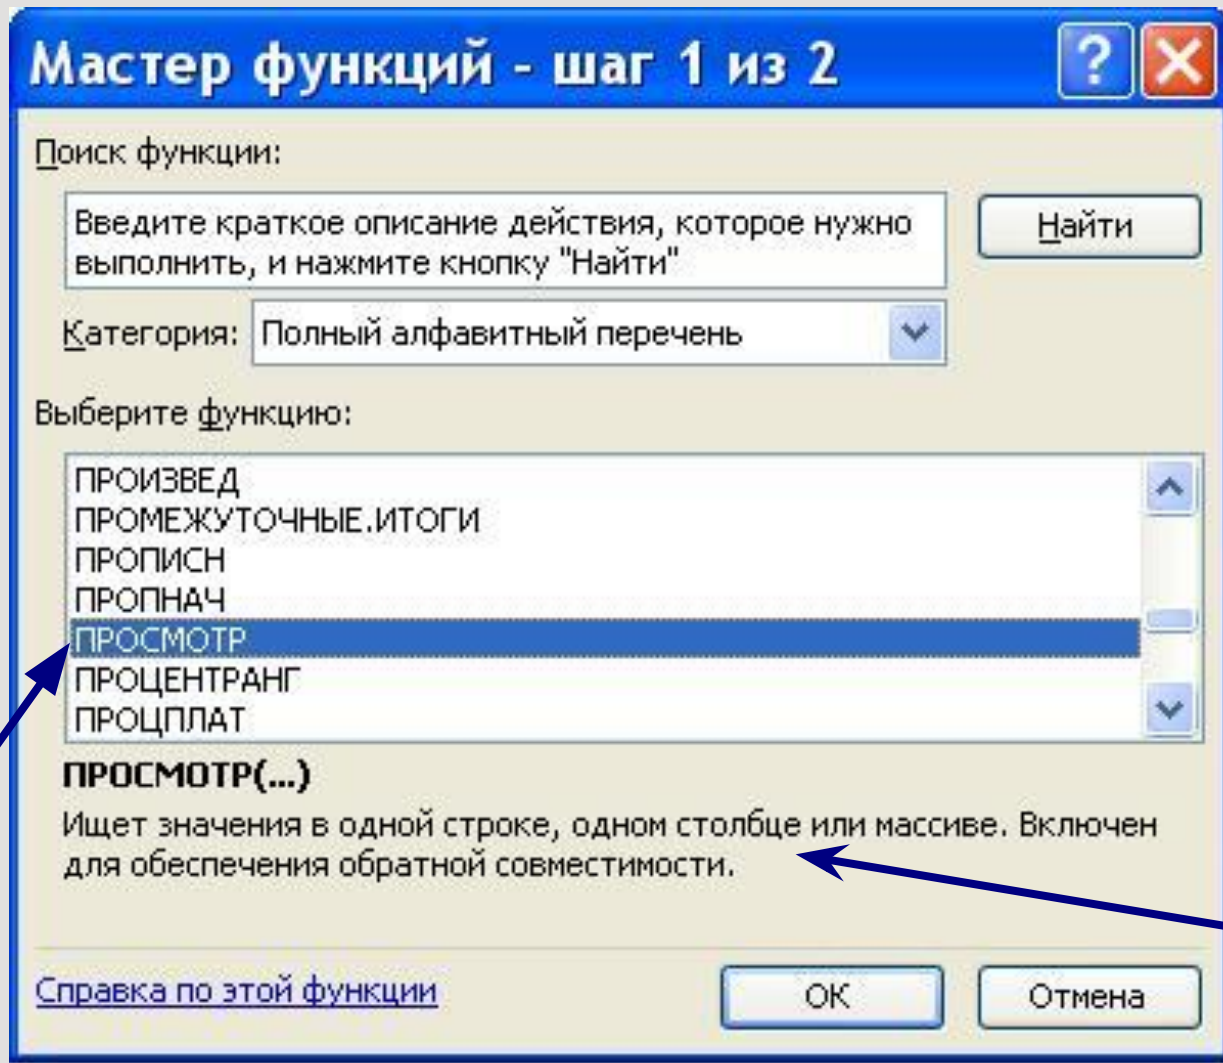 Мастер функций - шаг 1 из 2
Поиск функции:
Введите краткое описание действия, которое нужно
выполнить, и нажмите кнопку "Найти"
Найти
Категория: Полный алфавитный перечень
Выберите функцию:
ПРОИЗВЕД
ПРОМЕЖУТОЧНЫЕ.ИТОГИ
ПРОПИСН
ПРОПНАЧ
ПРОСМОТР
ПРОЦЕНТРАНГ
ПРОЦПЛАТ
ПРОСМОТР(...)
Ищет значения в одной строке, одном столбце или массиве. Включен
для обеспечения обратной совместимости.
Справка по этой функции
ОК
Отмена